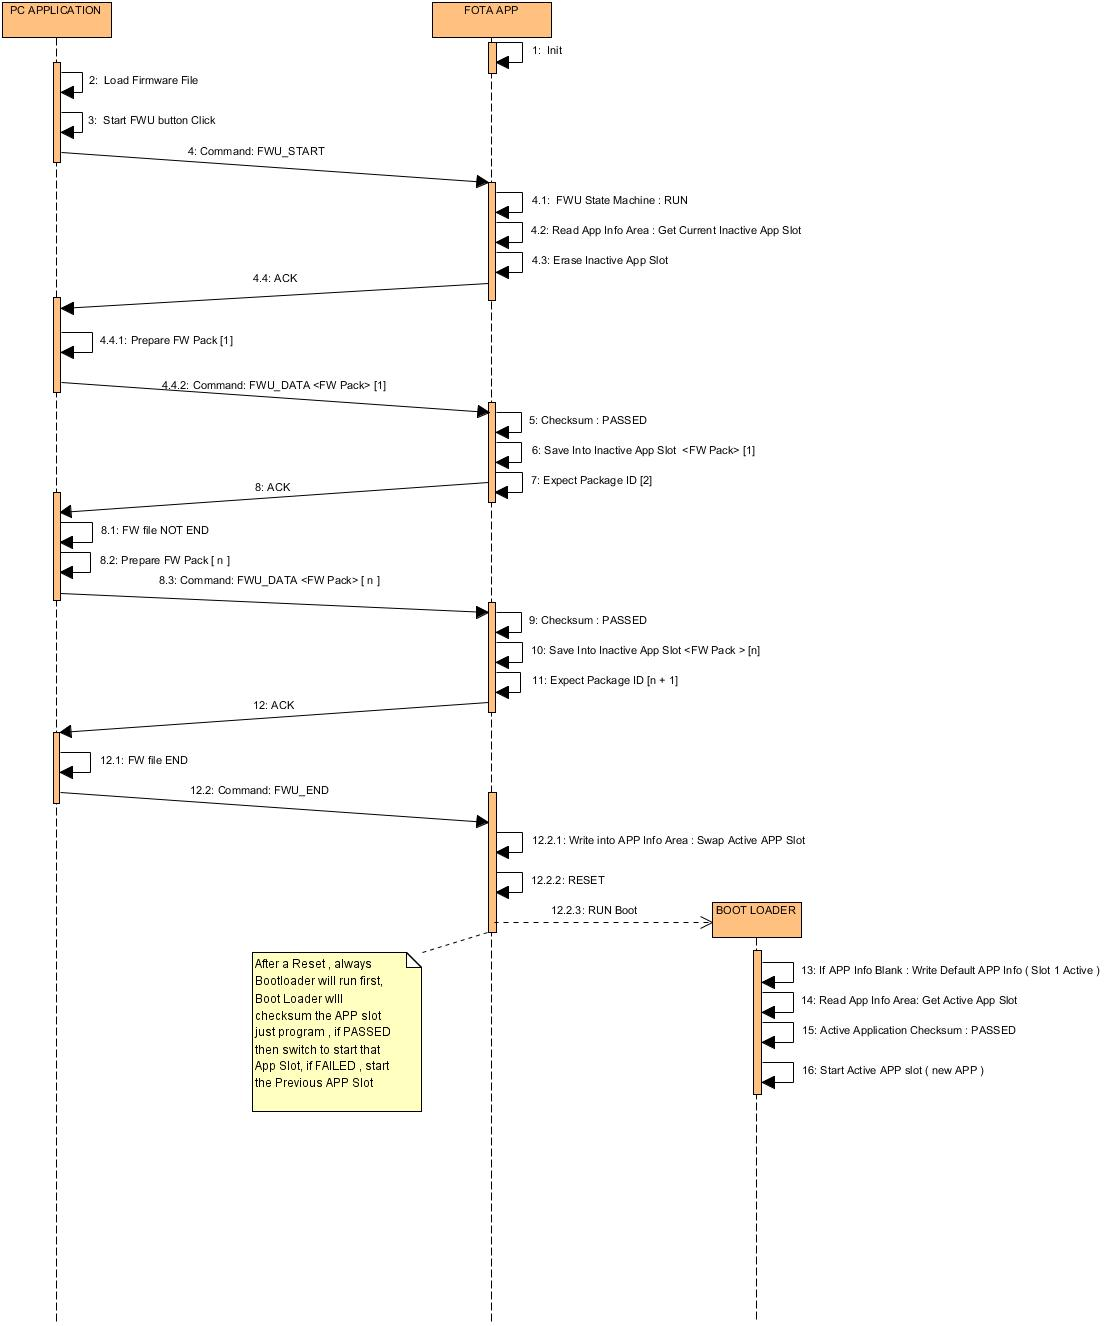 PC APPLICATION
FOTA APP
1: Init
2: Load Firmware File
3: Start FWU button Click
4: Command: FWU_START
4.1: FWU State Machine : RUN
4.2: Read App Info Area : Get Current Inactive App Slot
4.3: Erase Inactive App Slot
4.4: ACK
4.4.1: Prepare FW Pack [1]
4.4.2: Command: FWU_DATA <FW Pack> [1]
5: Checksum : PASSED
6: Save Into Inactive App Slot <FW Pack> [1]
7: Expect Package ID [2]
8: ACK
8.1: FW file NOT END
8.2: Prepare FW Pack [ n ]
8.3: Command: FWU_DATA <FW Pack> [ n ]
9: Checksum : PASSED
10: Save Into Inactive App Slot <FW Pack > [n]
11: Expect Package ID [n + 1]
12: ACK
12.1: FW file END
12.2: Command: FWU_END
12.2.1: Write into APP Info Area : Swap Active APP Slot
12.2.2: RESET
12.2.3: RUN Boot
BOOT LOADER
After a Reset , always
Bootloader will run first,
Boot Loader will
checksum the APP slot
just program , if PASSED
then switch to start that
App Slot, if FAILED , start
the Previous APP Slot
13: If APP Info Blank : Write Default APP Info ( Slot 1 Active )
14: Read App Info Area: Get Active App Slot
15: Active Application Checksum : PASSED
16: Start Active APP slot ( new APP )